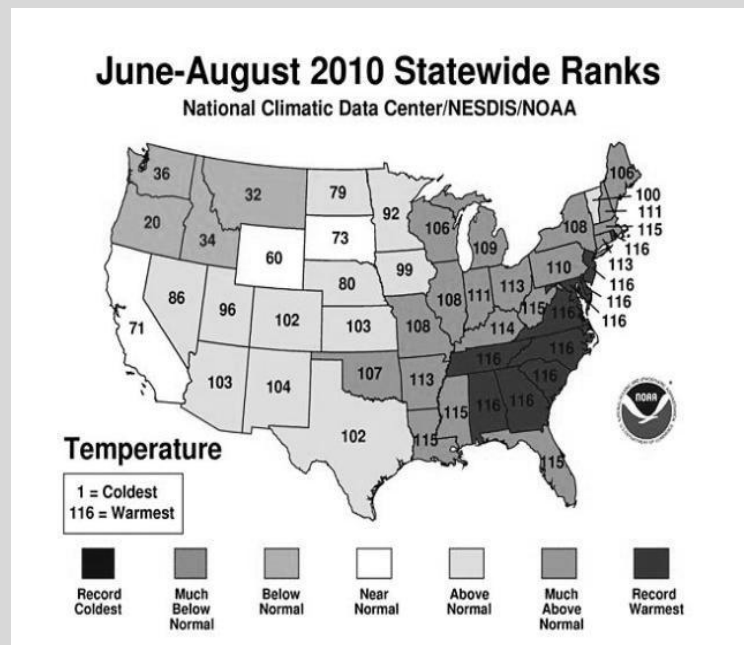 June-August 2010 Statewide Ranks
National Climatic Data Center/NESDIS/NOAA
36
32
79
92
106
100
111
115
116
113
116
116
116
20
34
60
73
106
109
108
110
86
96
102
80
99
108
111
113
115
116
71
103
108
114
103
104
107
113
116
116
116
102
115
115
116
116
115
NOAA
Temperature
1 = Coldest
116 = Warmest
Record
Coldest
Much
Below
Normal
Below
Normal
Near
Normal
Above
Normal
Much
Above
Normal
Record
Warmest